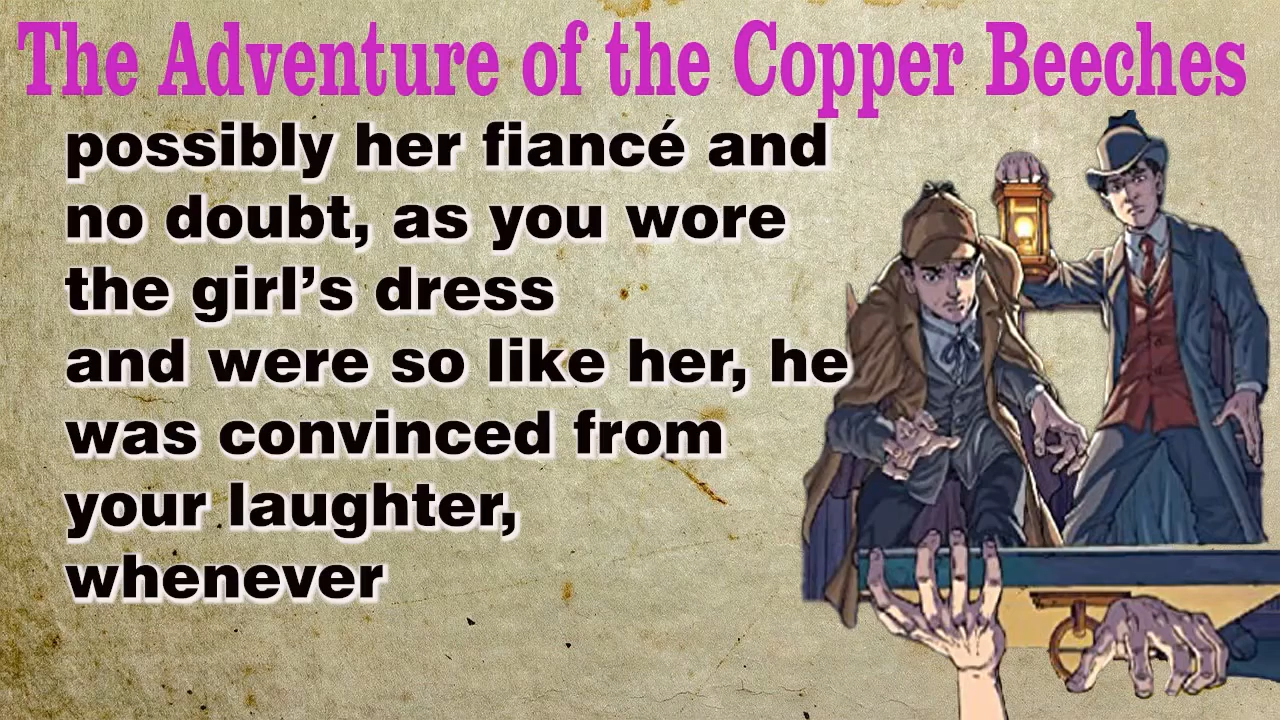 The Adventure of the Copper Beeches
possibly her fiancé and
no doubt, as you wore
the girl’s dress
and were so like her, he
was convinced from
your laughter,
whenever